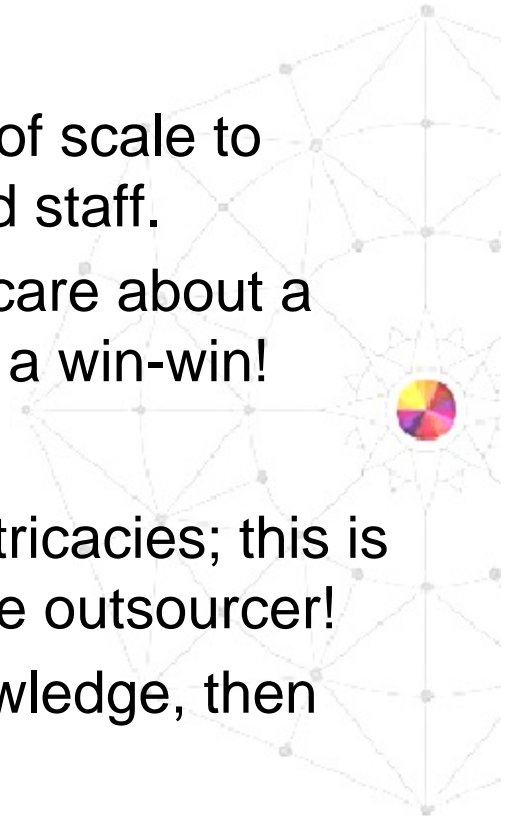 of scale to
d staff.
care about a
a win-win!
tricacies; this is
e outsourcer!
wledge, then